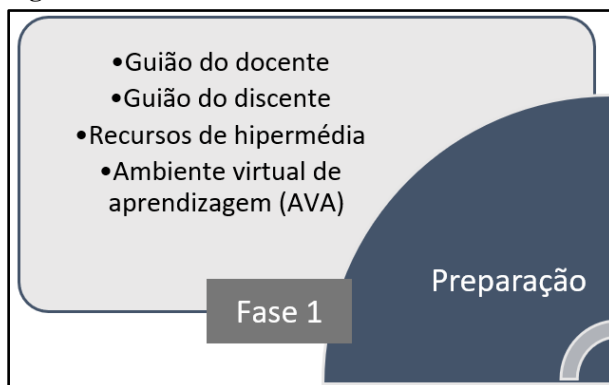 •Guião do docente
•Guião do discente
•Recursos de hipermédia
•Ambiente virtual de
aprendizagem (AVA)
Preparação
Fase 1